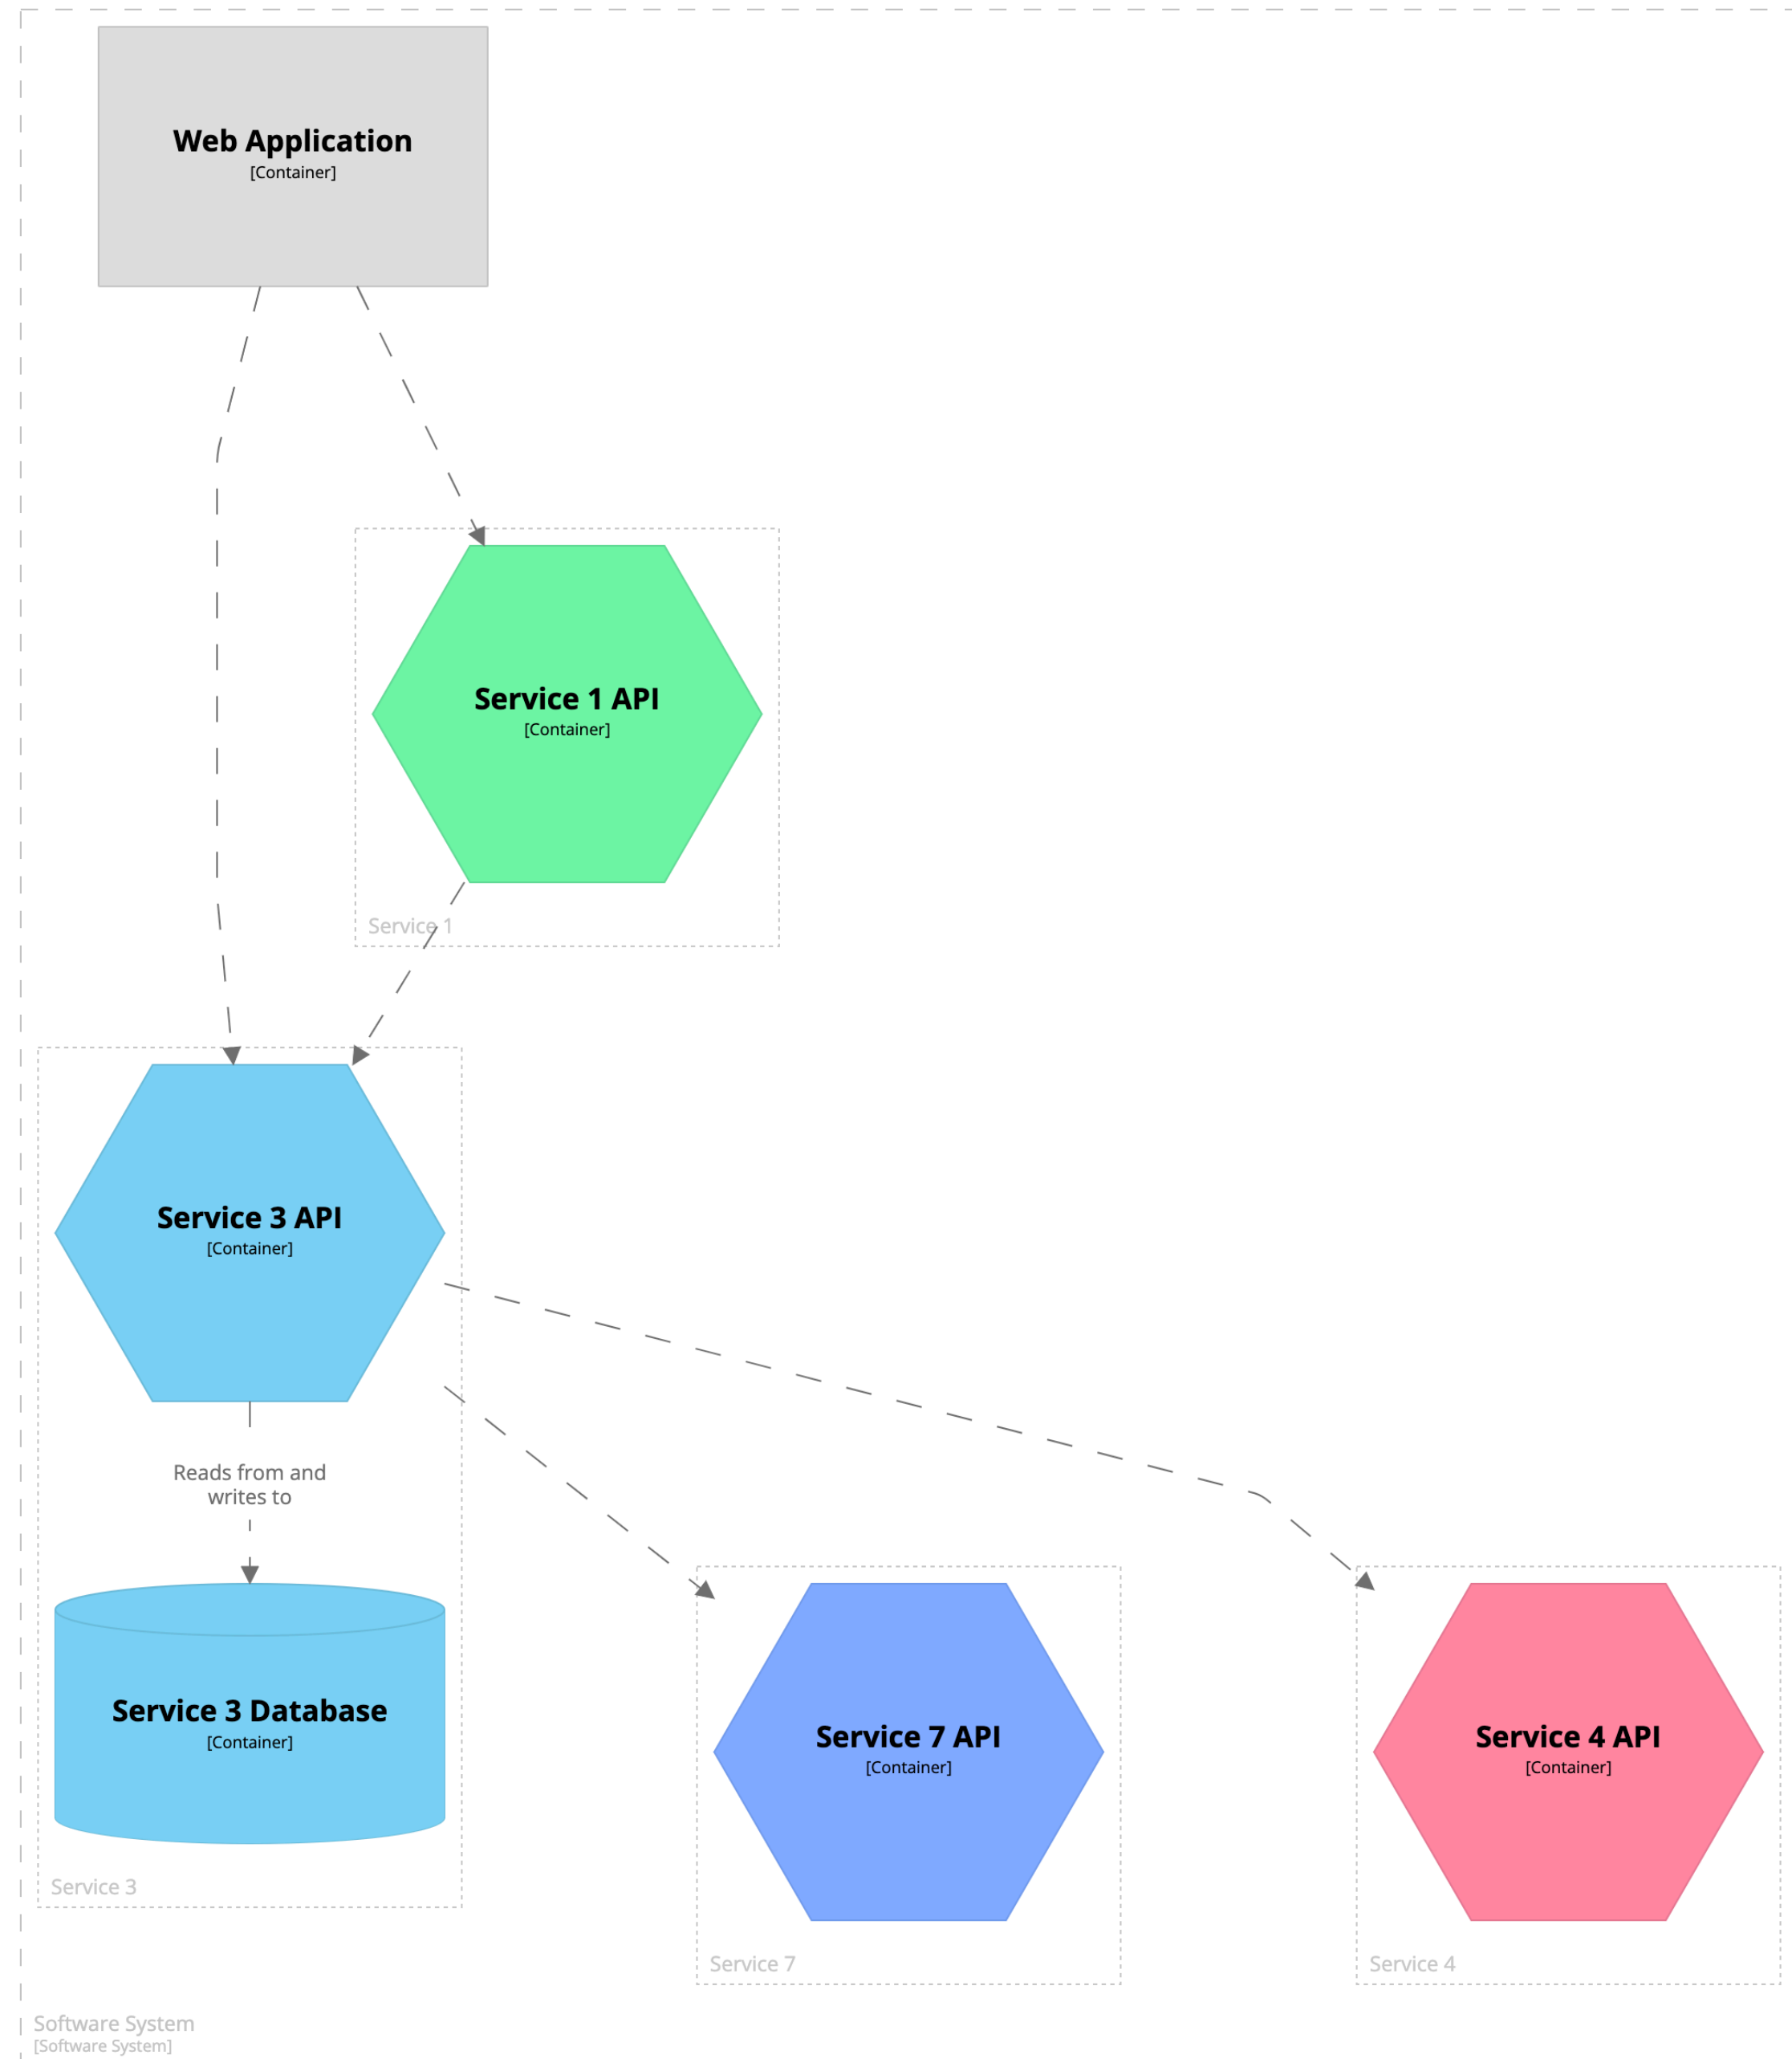 Web Application
[Container]
Service 1 API
[Container]
Service 1
Service 3 API
[Container]
Reads from and
writes to
Service 3 Database
[Container]
Service 3
Service 7 API
[Container]
Service 7
Service 4 API
[Container]
Service 4
Software System
[Software System]